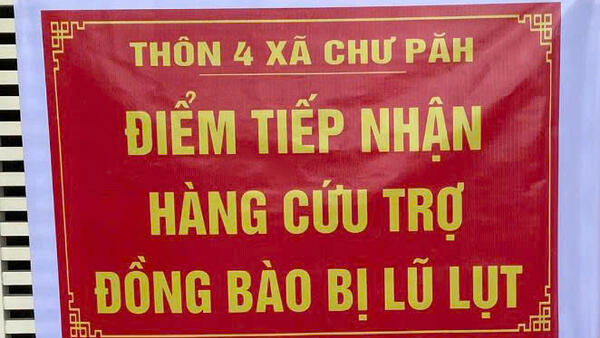 THÔN 4 XÃ CHƯ PĂH
ĐIỂM TIẾP NHẬN
HÀNG CỨU TRỢ
ĐỒNG BÀO BỊ LŨ LỤT